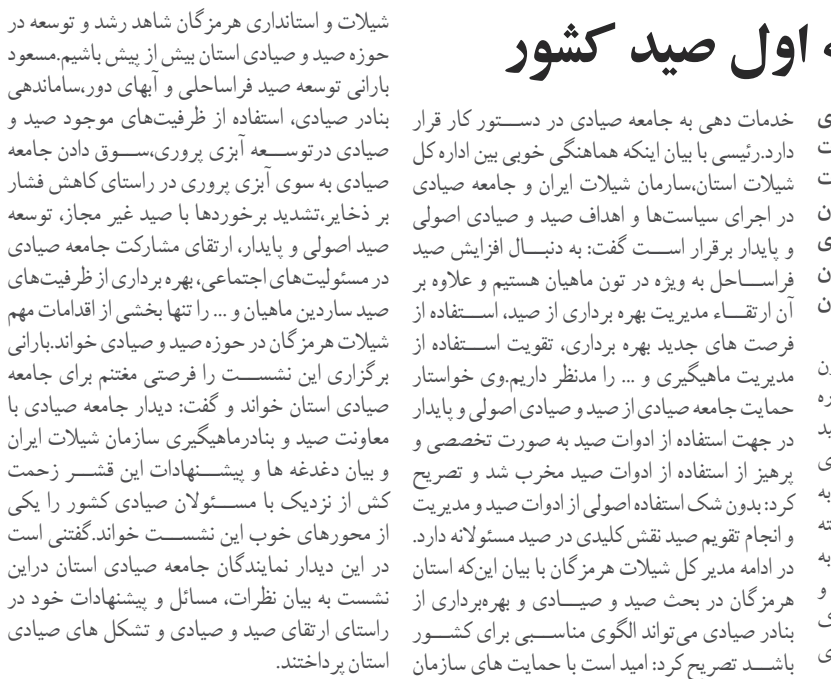 اول صید کشور
خدمات دهی به جامعه صیادی در دستور کار قرار
دارد.رئیسی با بیان اینکه هماهنگی خوبی بین اداره کل
شیلات استان،سارمان شیلات ایران و جامعه صیادی
در اجرای سیاست‌ها و اهداف صید و صیادی اصولی
و پایدار برقرار است گفت: به دنبال افزایش صید
فراساحل به ویژه در تون ماهیان هستیم و علاوه بر
آن ارتقاء مدیریت بهره برداری از صید، استفاده از
فرصت های جدید بهره برداری، تقویت استفاده از
مدیریت ماهیگیری و ... را مدنظر داریم.وی خواستار
حمایت جامعه صیادی از صید و صیادی اصولی و پایدار
در جهت استفاده از ادوات صید به صورت تخصصی و
پرهیز از استفاده از ادوات صید مخرب شد و تصریح
کرد: بدون شک استفاده اصولی از ادوات صید و مدیریت
و انجام تقویم صید نقش کلیدی در صید مسئولانه دارد.
در ادامه مدیر کل شیلات هرمزگان با بیان این‌که استان
هرمزگان در بحث صید و صیادی و بهره‌برداری از
بنادر صیادی می‌تواند الگوی مناسبی برای کشور
باشد تصریح کرد: امید است با حمایت های سازمان
شیلات و استانداری هرمزگان شاهد رشد و توسعه در
حوزه صید و صیادی استان بیش از پیش باشیم.مسعود
بارانی توسعه صید فراساحلی و آبهای دور،ساماندهی
بنادر صیادی، استفاده از ظرفیت‌های موجود صید و
صیادی درتوسعه آبزی پروری،سوق دادن جامعه
صیادی به سوی آبزی پروری در راستای کاهش فشار
بر ذخایر،تشدید برخوردها با صید غیر مجاز، توسعه
صید اصولی و پایدار، ارتقای مشارکت جامعه صیادی
در مسئولیت‌های اجتماعی، بهره برداری از ظرفیت‌های
صید ساردین ماهیان و ... را تنها بخشی از اقدامات مهم
شیلات هرمزگان در حوزه صید و صیادی خواند.بارانی
برگزاری این نشست را فرصتی مغتنم برای جامعه
صیادی استان خواند و گفت: دیدار جامعه صیادی با
معاونت صید و بنادرماهیگیری سازمان شیلات ایران
و بیان دغدغه ها و پیشنهادات این قشر زحمت
کش از نزدیک با مسئولان صیادی کشور را یکی
از محورهای خوب این نشست خواند.گفتنی است
در این دیدار نمایندگان جامعه صیادی استان دراین
نشست به بیان نظرات، مسائل و پیشنهادات خود در
راستای ارتقای صید و صیادی و تشکل های صیادی
استان پرداختند.